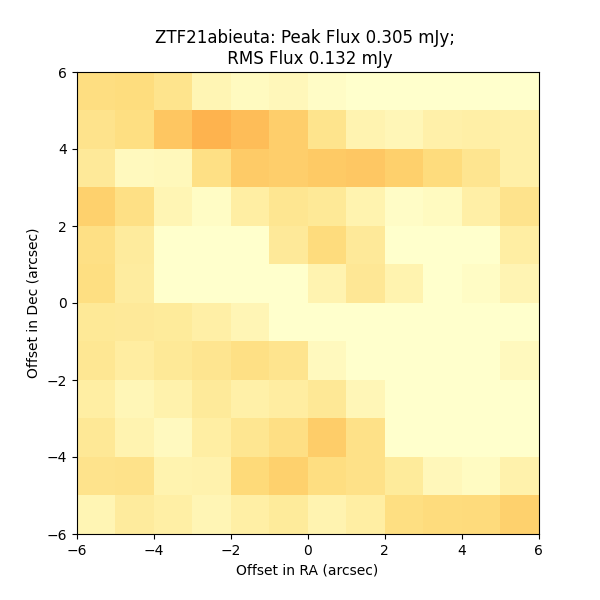 ZTF21abieuta: Peak Flux 0.305 mJy;
RMS Flux 0.132 mJy
6
4
2
0
−2
−4
−6
Offset in Dec (arcsec)
−6 −4 −2 0 2 4 6
Offset in RA (arcsec)